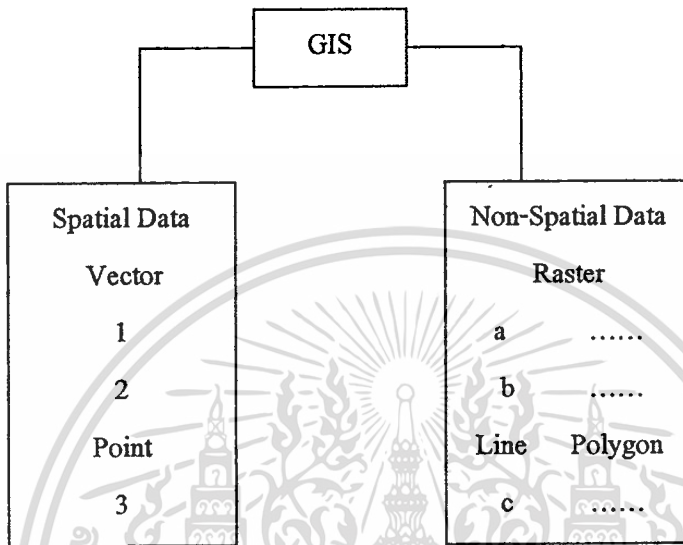 GIS
Spatial Data
Vector
1
2
Point
3
Non-Spatial Data
Raster
a ......
b ......
Line Polygon
c ......